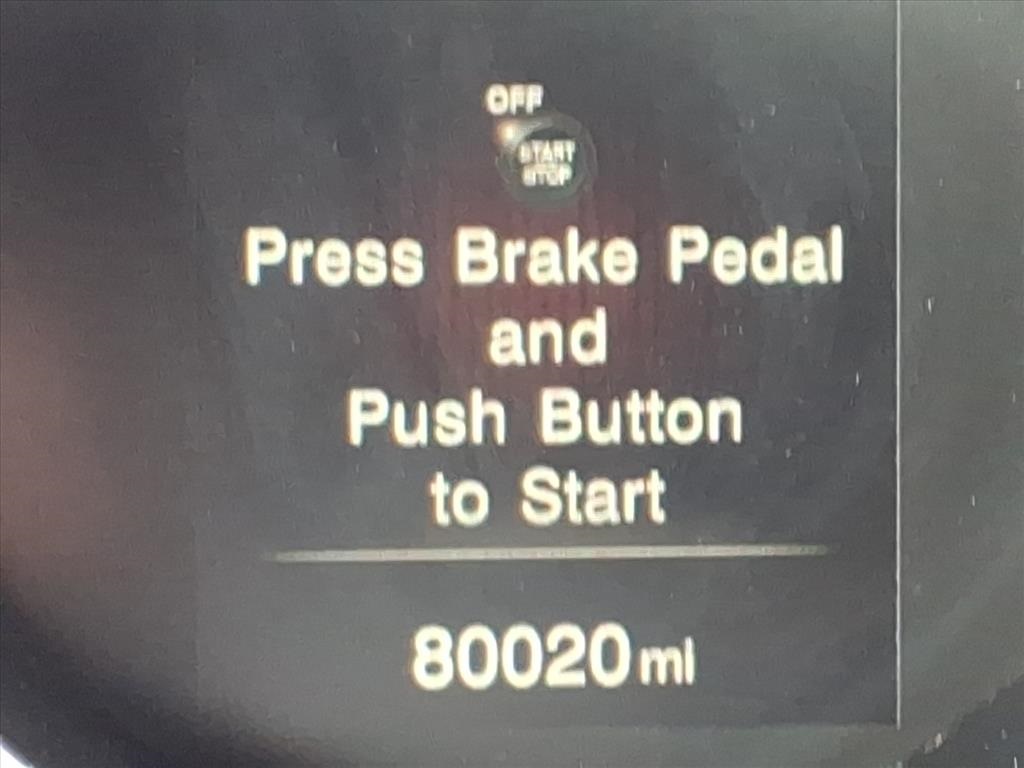 OFF
START
STOP
Press Brake Pedal
and
Push Button
to Start
80020 mi